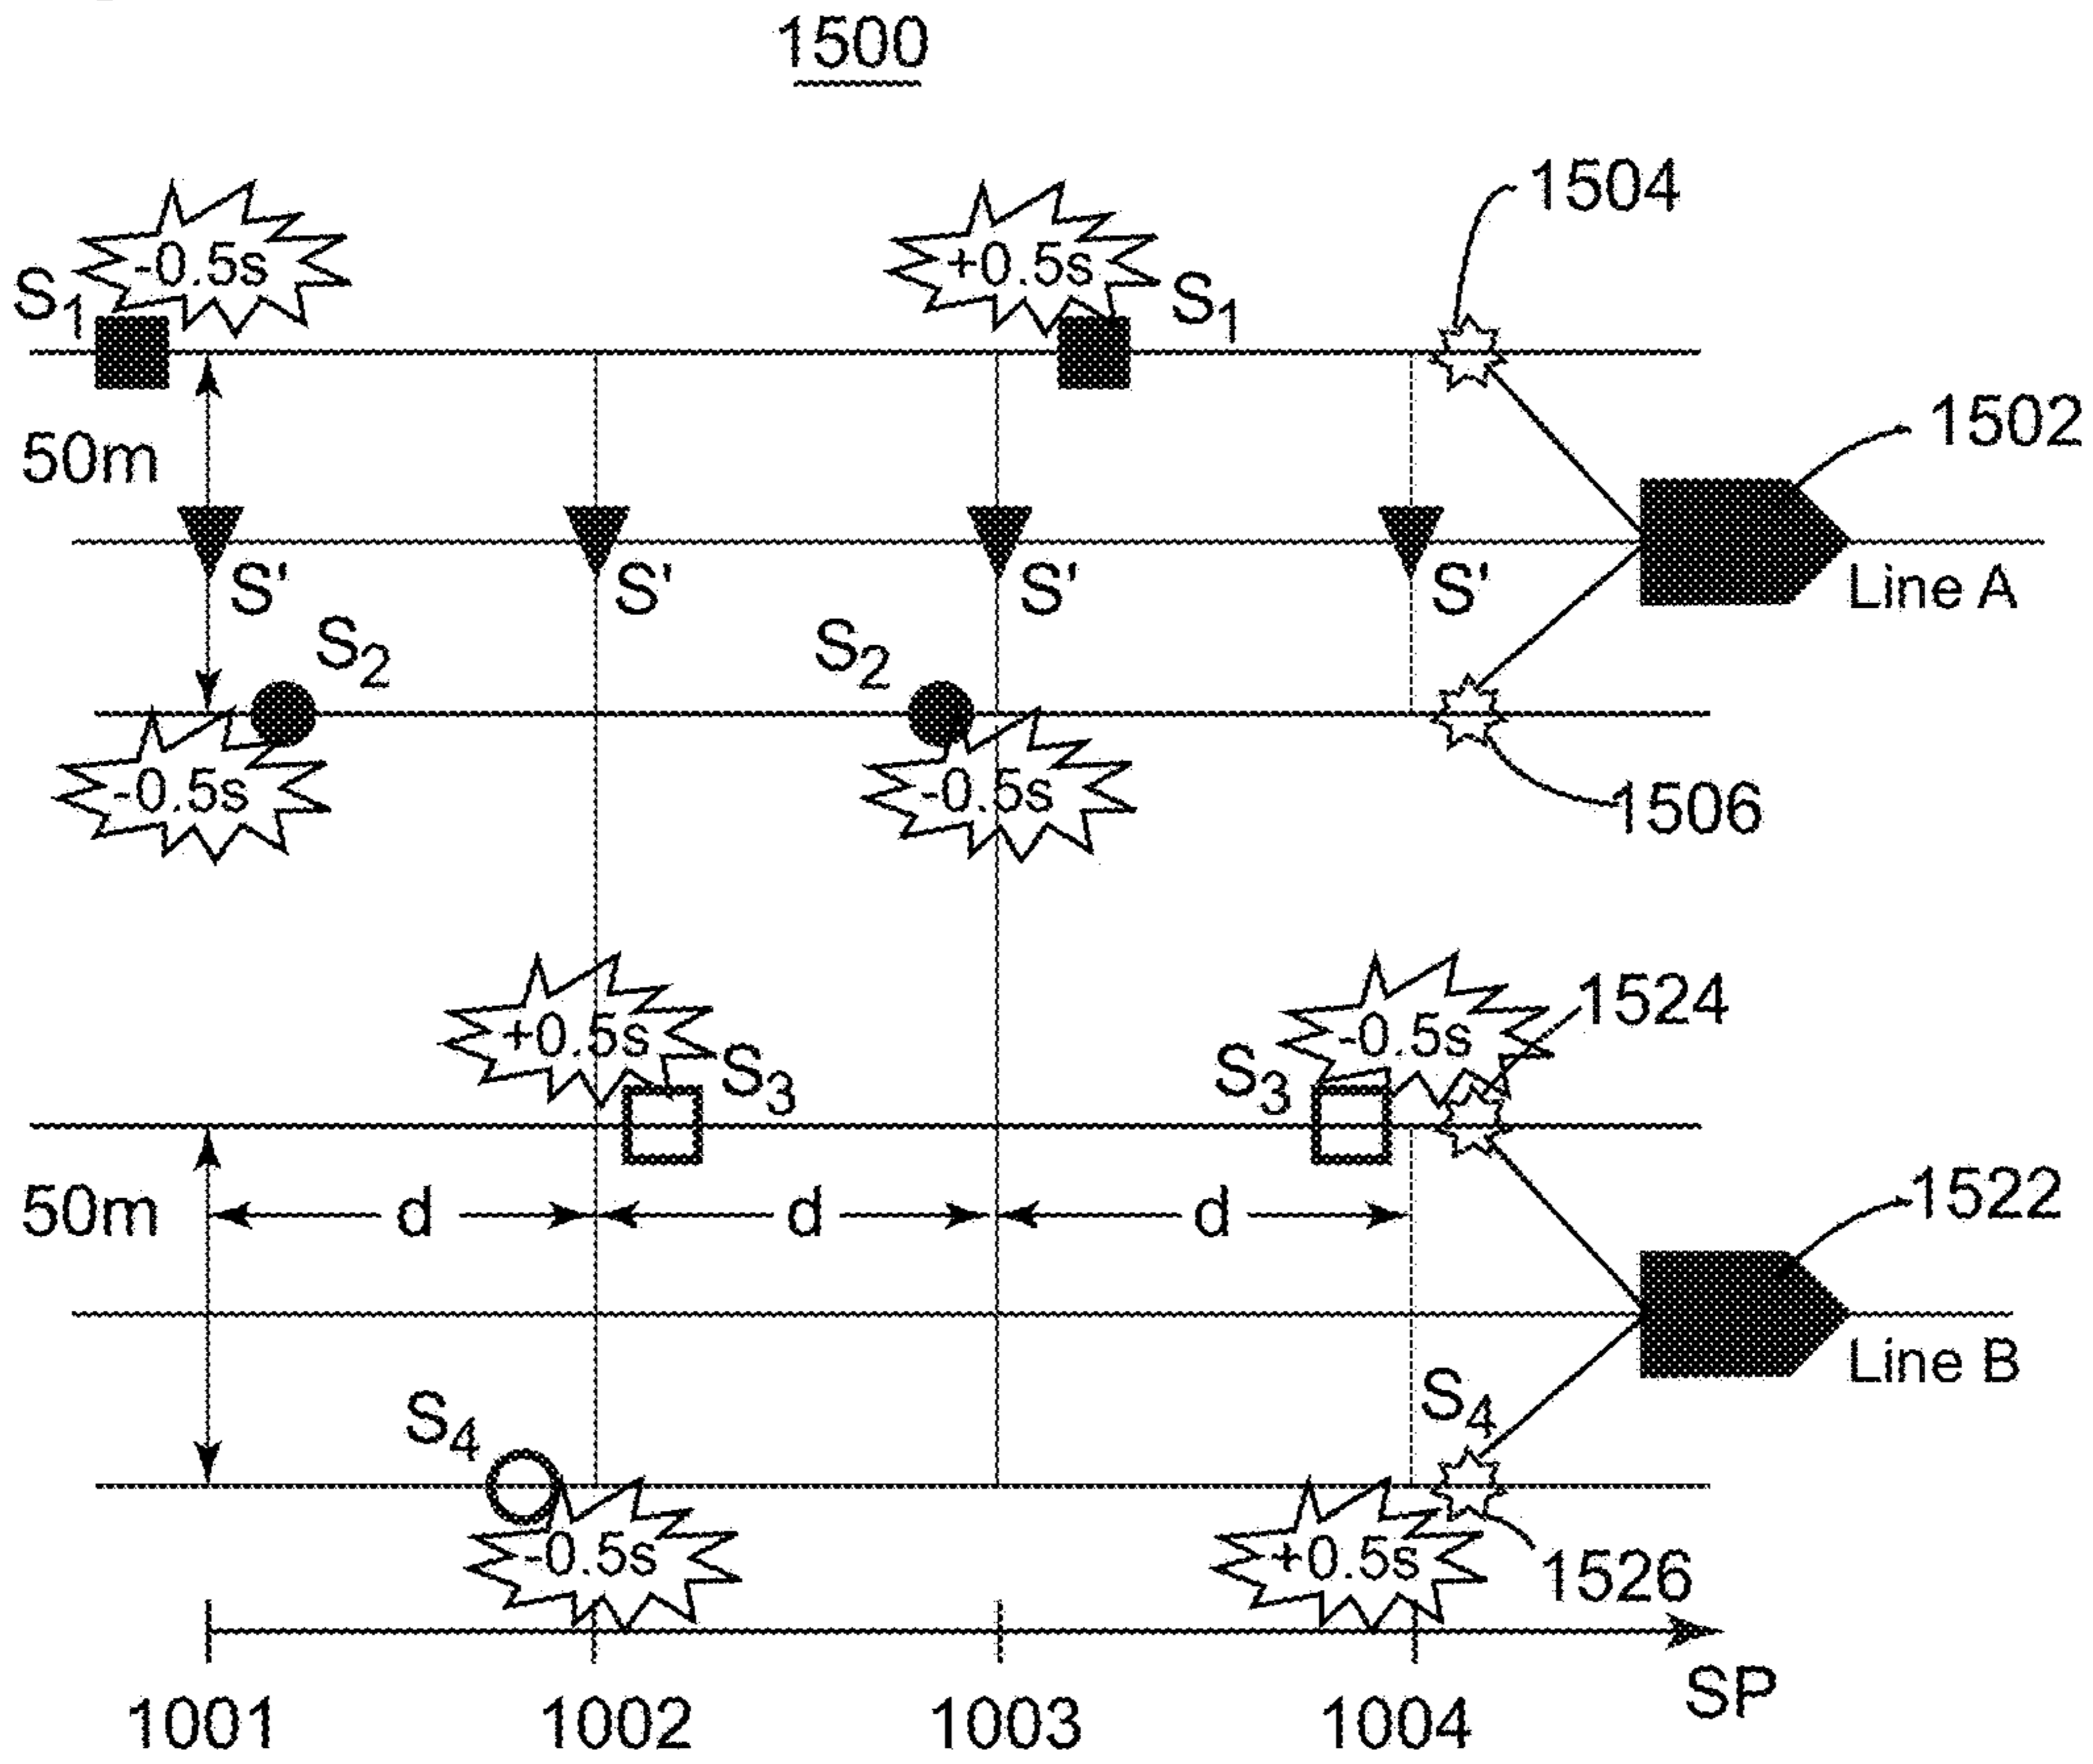 1500
1504
-0.5s
+0.5s
S1
S1
1502
50m
S'
S'
S'
S'
Line A
S2
S2
-0.5s
-0.5s
1506
+0.5s
-0.5s
1524
S3
S3
50m
d
d
d
1522
Line B
S4
S4
-0.5s
+0.5s
1526
SP
1001
1002
1003
1004